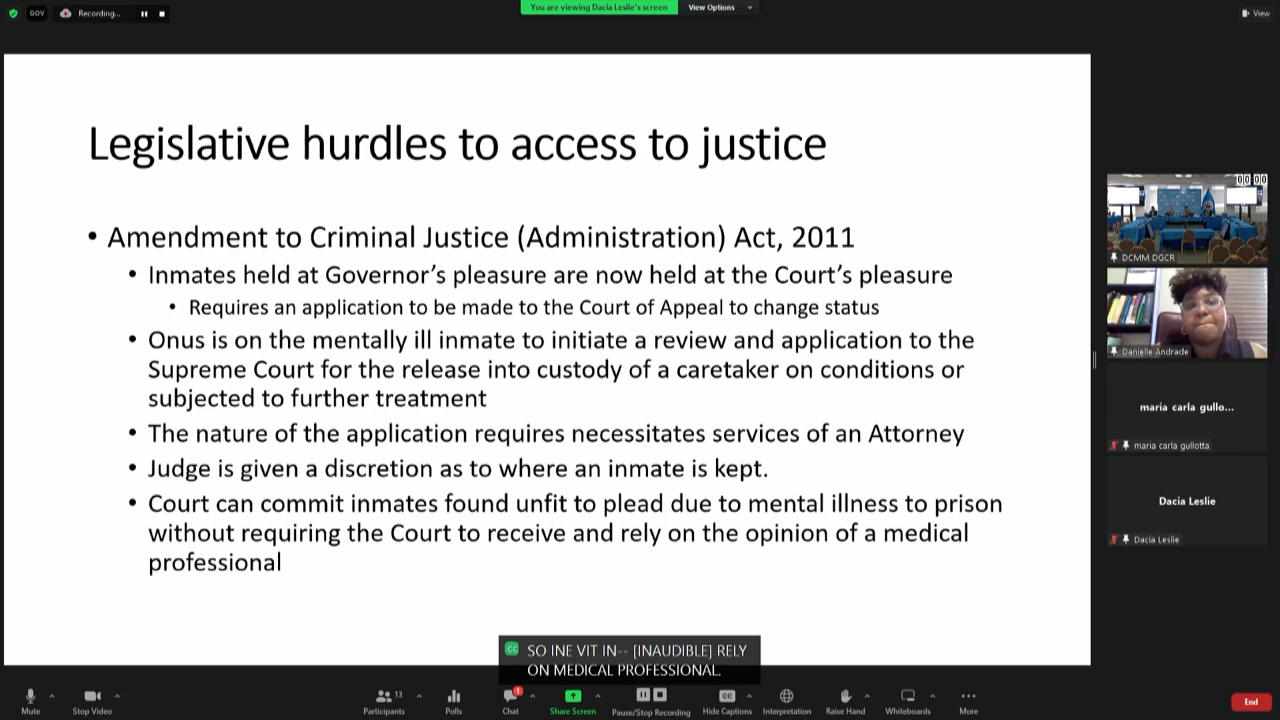 GOV
Recording...
You are viewing Dacia Leslie's screen
View Options
View
Legislative hurdles to access to justice
• Amendment to Criminal Justice (Administration) Act, 2011
• Inmates held at Governor's pleasure are now held at the Court's pleasure
• Requires an application to be made to the Court of Appeal to change status
• Onus is on the mentally ill inmate to initiate a review and application to the
Supreme Court for the release into custody of a caretaker on conditions or
subjected to further treatment
• The nature of the application requires necessitates services of an Attorney
• Judge is given a discretion as to where an inmate is kept.
• Court can commit inmates found unfit to plead due to mental illness to prison
without requiring the Court to receive and rely on the opinion of a medical
professional
00:00
DCMM DGCR
Danielle Andrade
maria carla gullo...
maria carla gullotta
Dacia Leslie
Dacia Leslie
CC SO INE VIT IN-- [INAUDIBLE] RELY
ON MEDICAL PROFESSIONAL.
Mute
Stop Video
13
Participants
Polls
1
Chat
Share Screen
Pause/Stop Recording
CC
Hide Captions
Interpretation
Raise Hand
Whiteboards
More
End